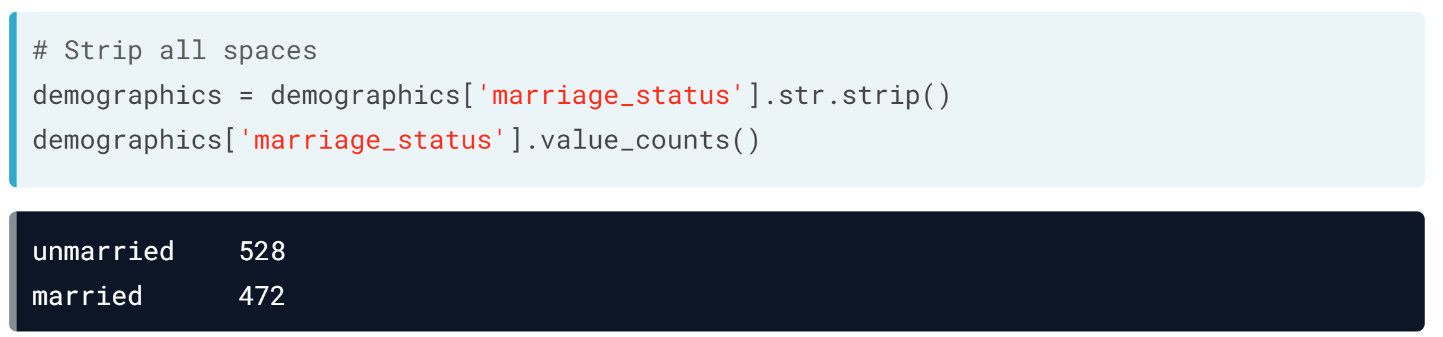 # Strip all spaces
demographics = demographics['marriage_status'].str.strip()
demographics['marriage_status'].value_counts()
unmarried    528
married      472